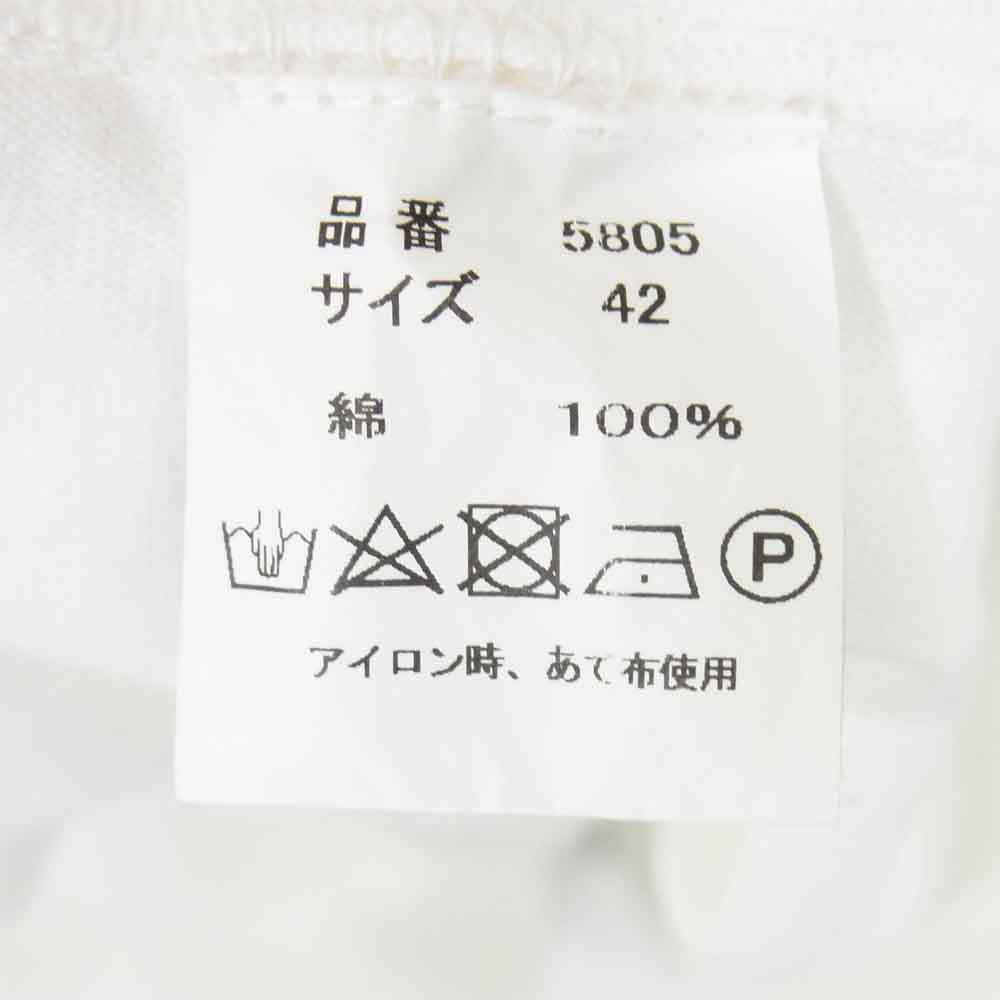 品番 5805
サイズ 42
綿 100%
P
アイロン時、あて布使用